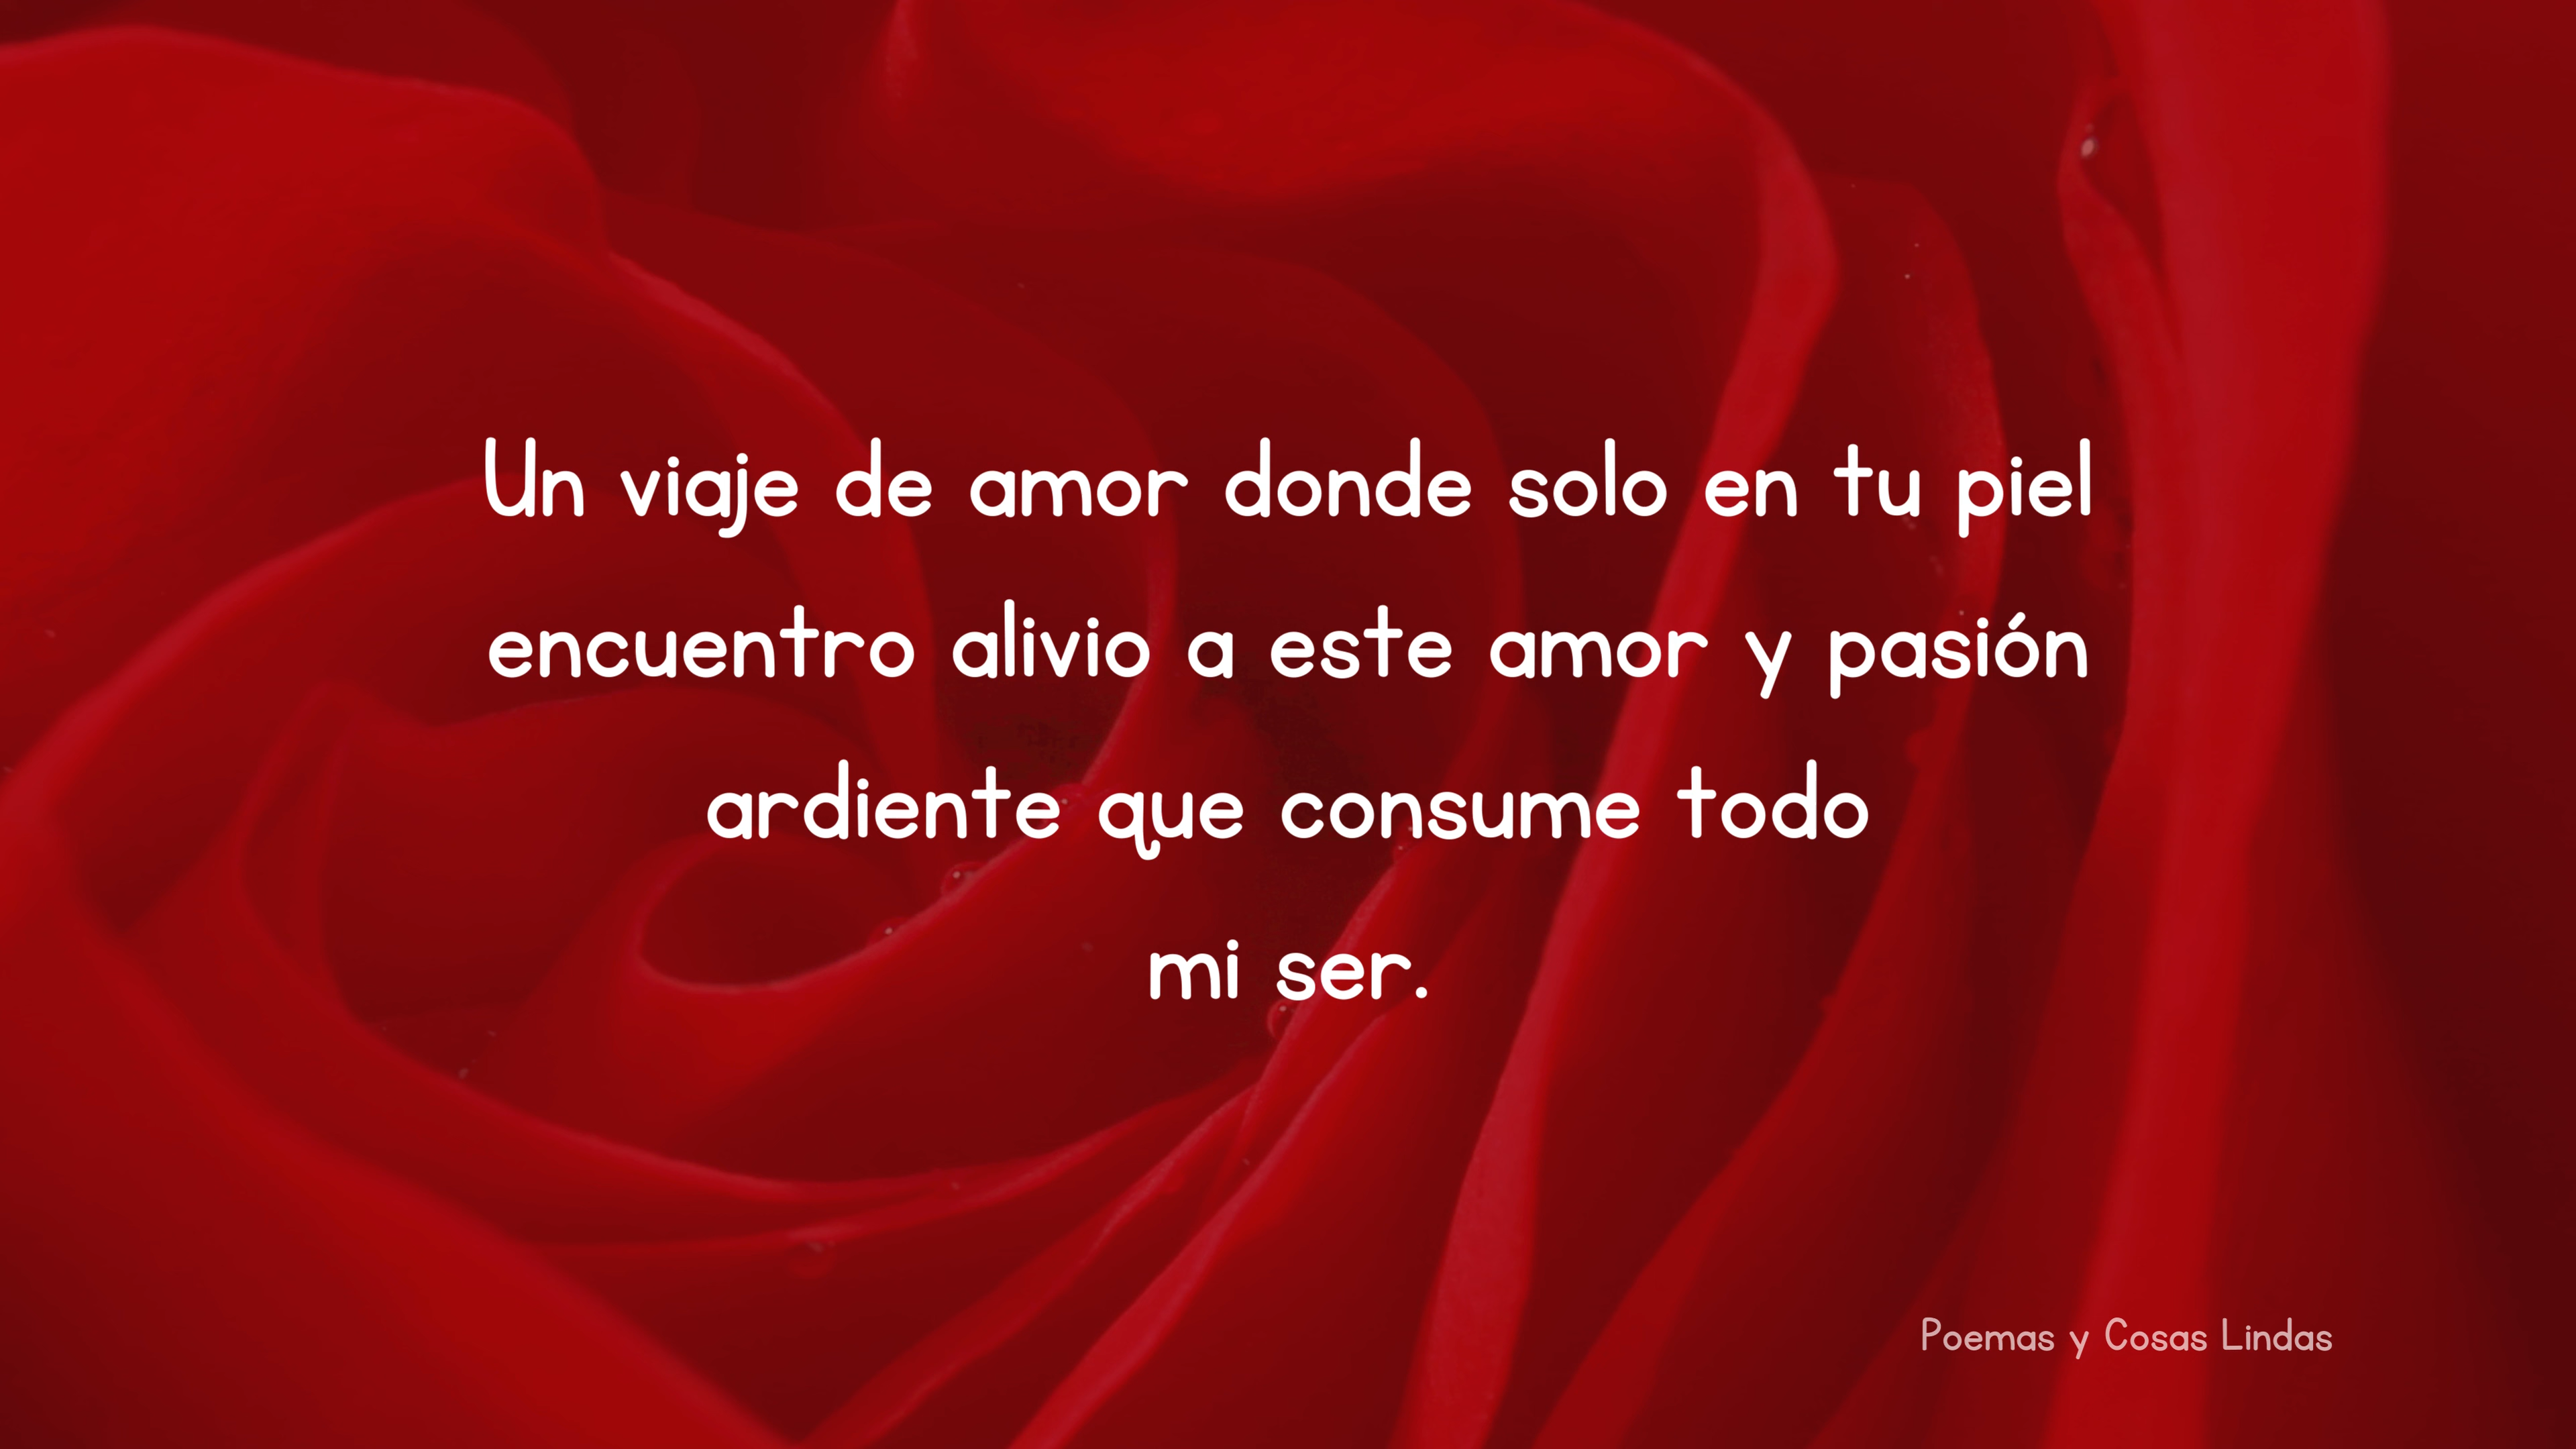 Un viaje de amor donde solo en tu piel
encuentro alivio a este amor y pasión
ardiente que consume todo
mi ser.
Poemas y Cosas Lindas